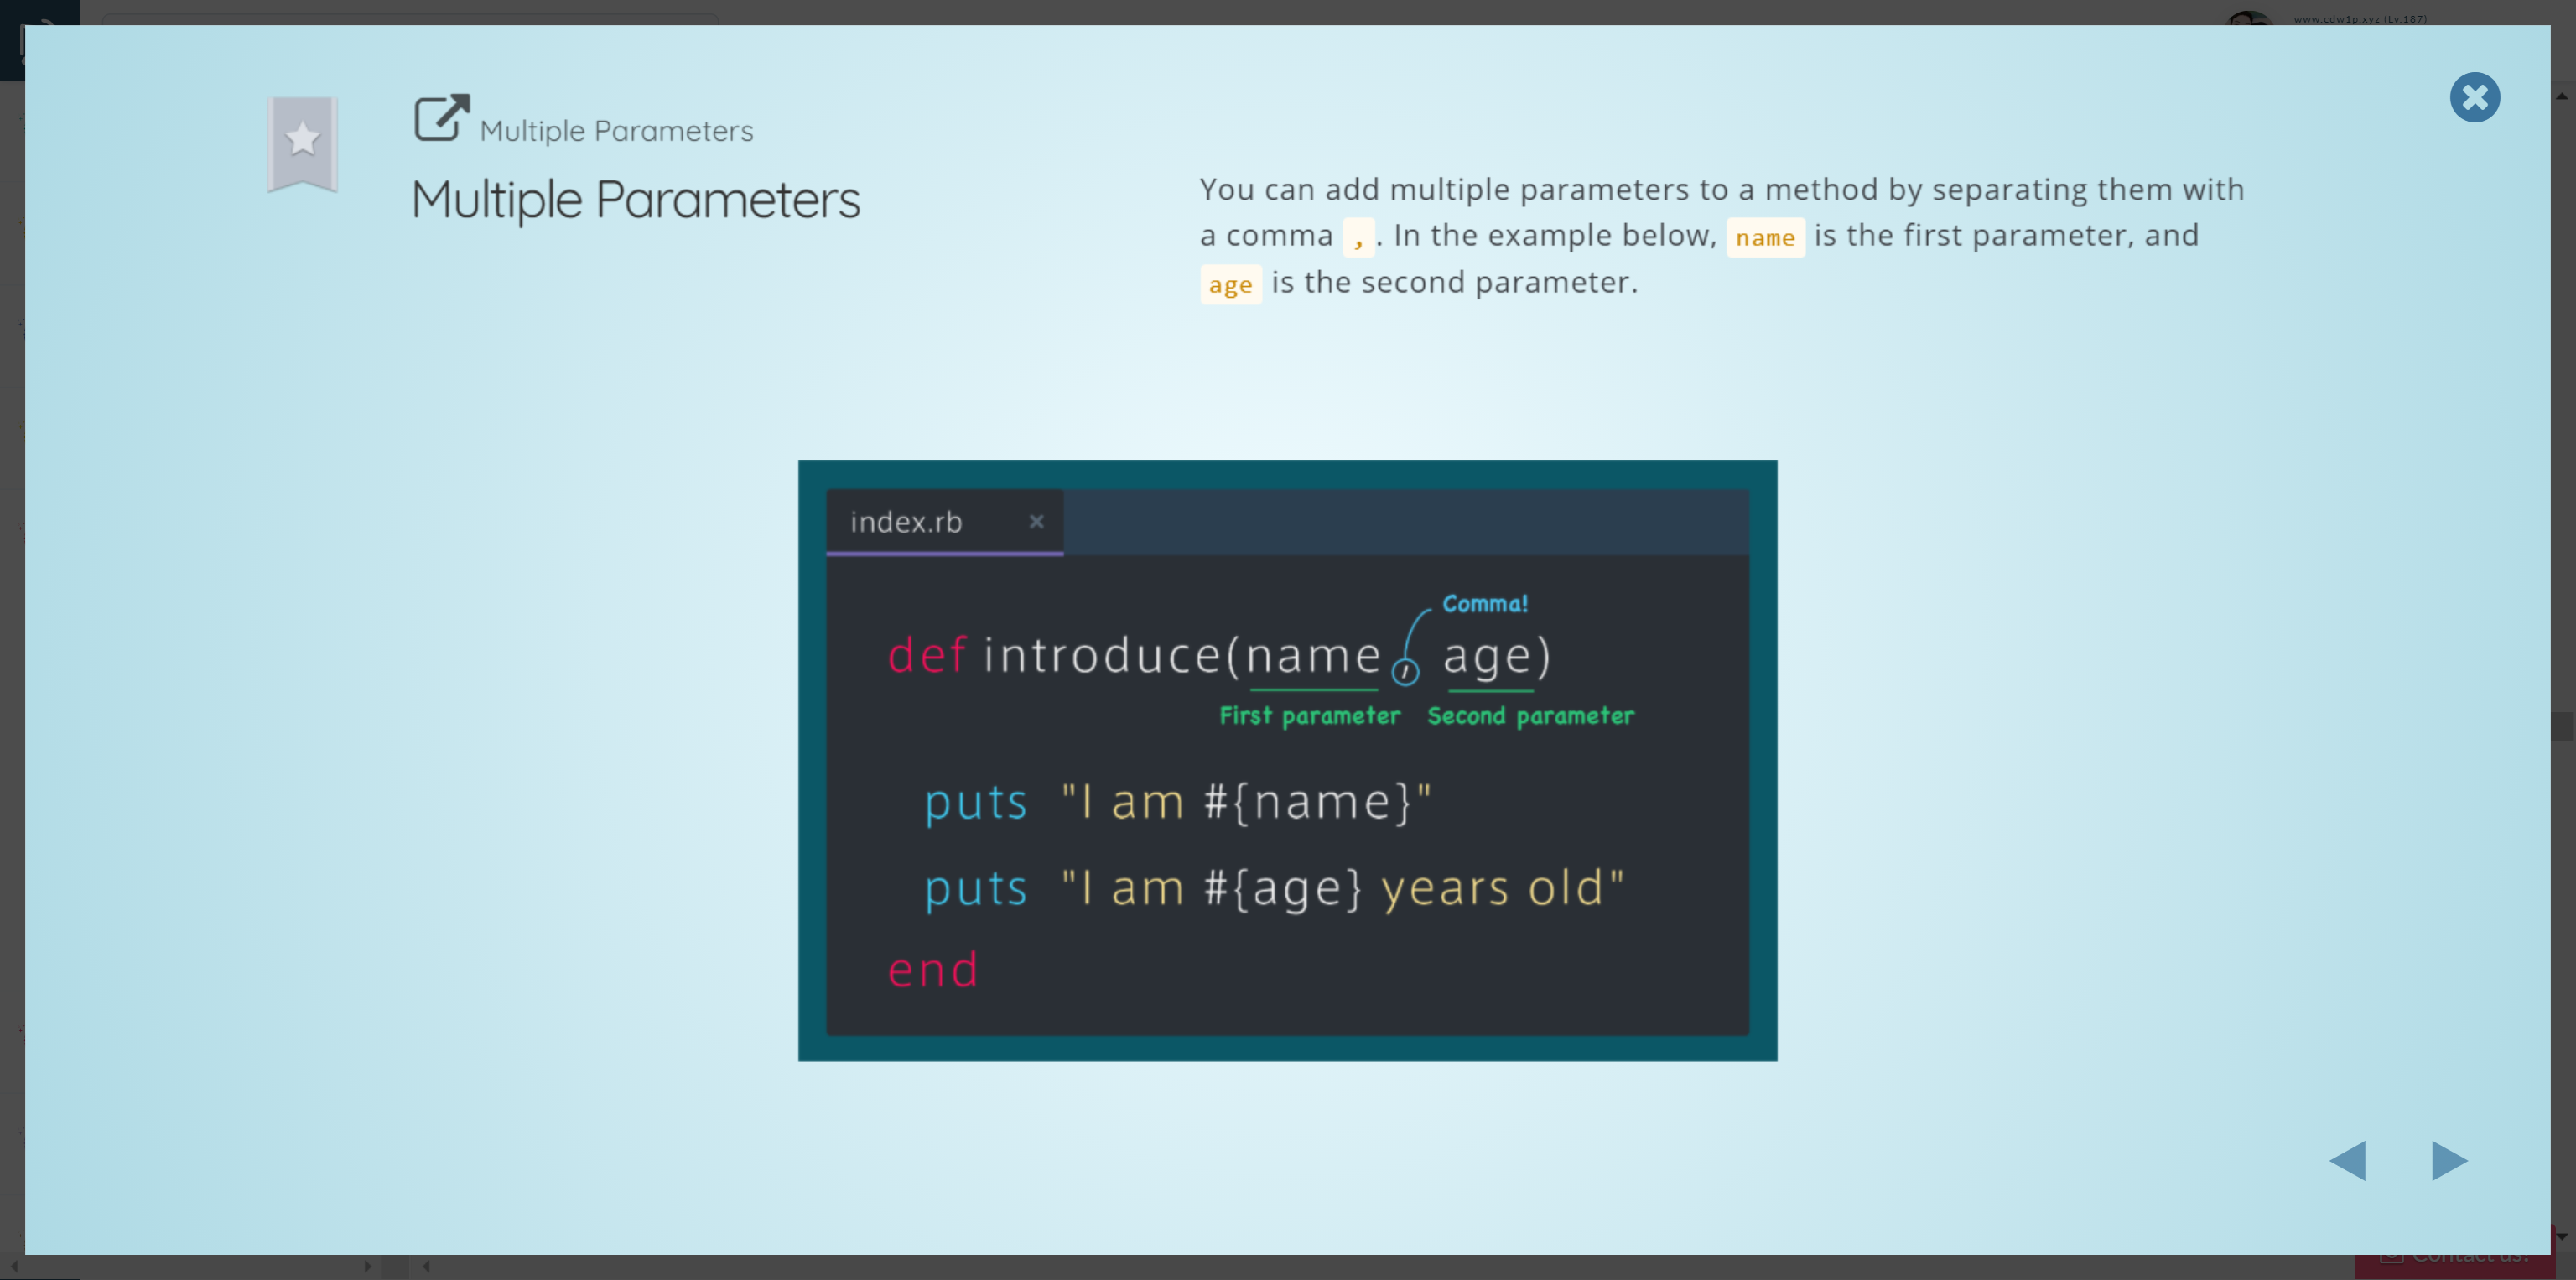 www.cdw1p.xyz (Lv.187)
Multiple Parameters
Multiple Parameters
You can add multiple parameters to a method by separating them with
a comma , . In the example below, name is the first parameter, and
age is the second parameter.
index.rb ×
Comma!
def introduce(name, age)
First parameter Second parameter
puts "I am #{name}"
puts "I am #{age} years old"
end
Contact us!